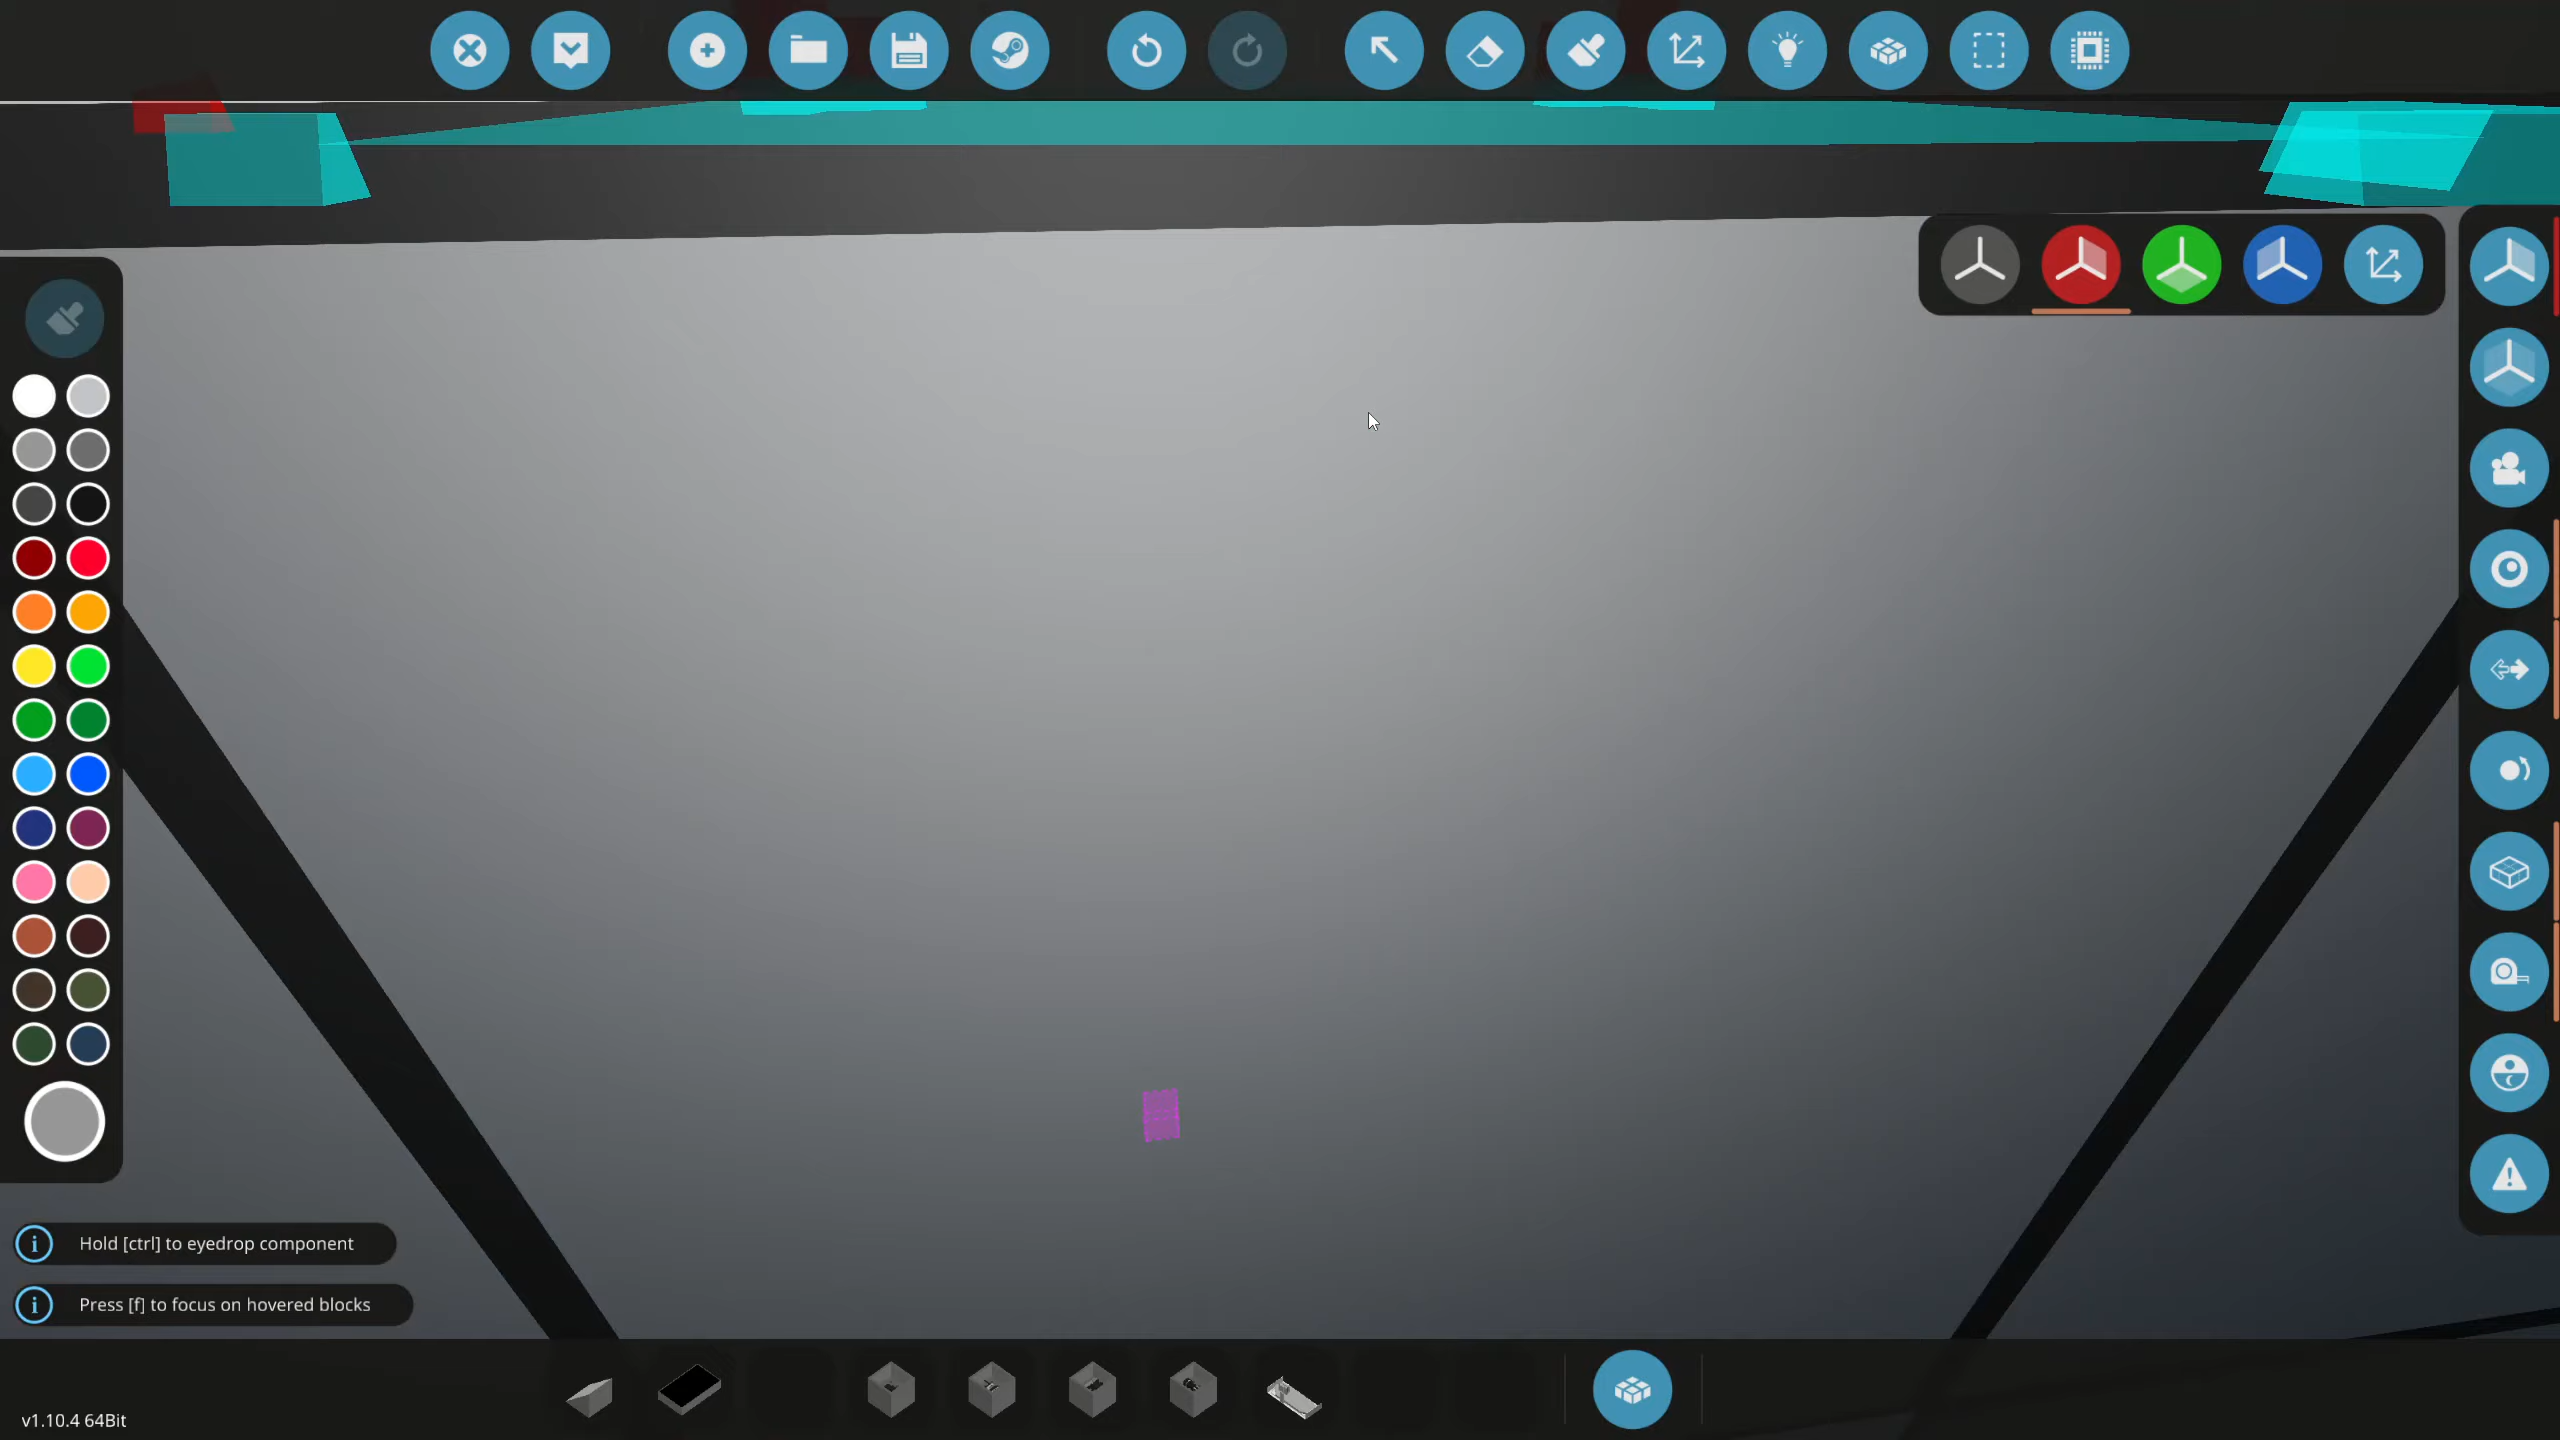 Hold [ctrl] to eyedrop component
Press [f] to focus on hovered blocks
v1.10.4 64Bit